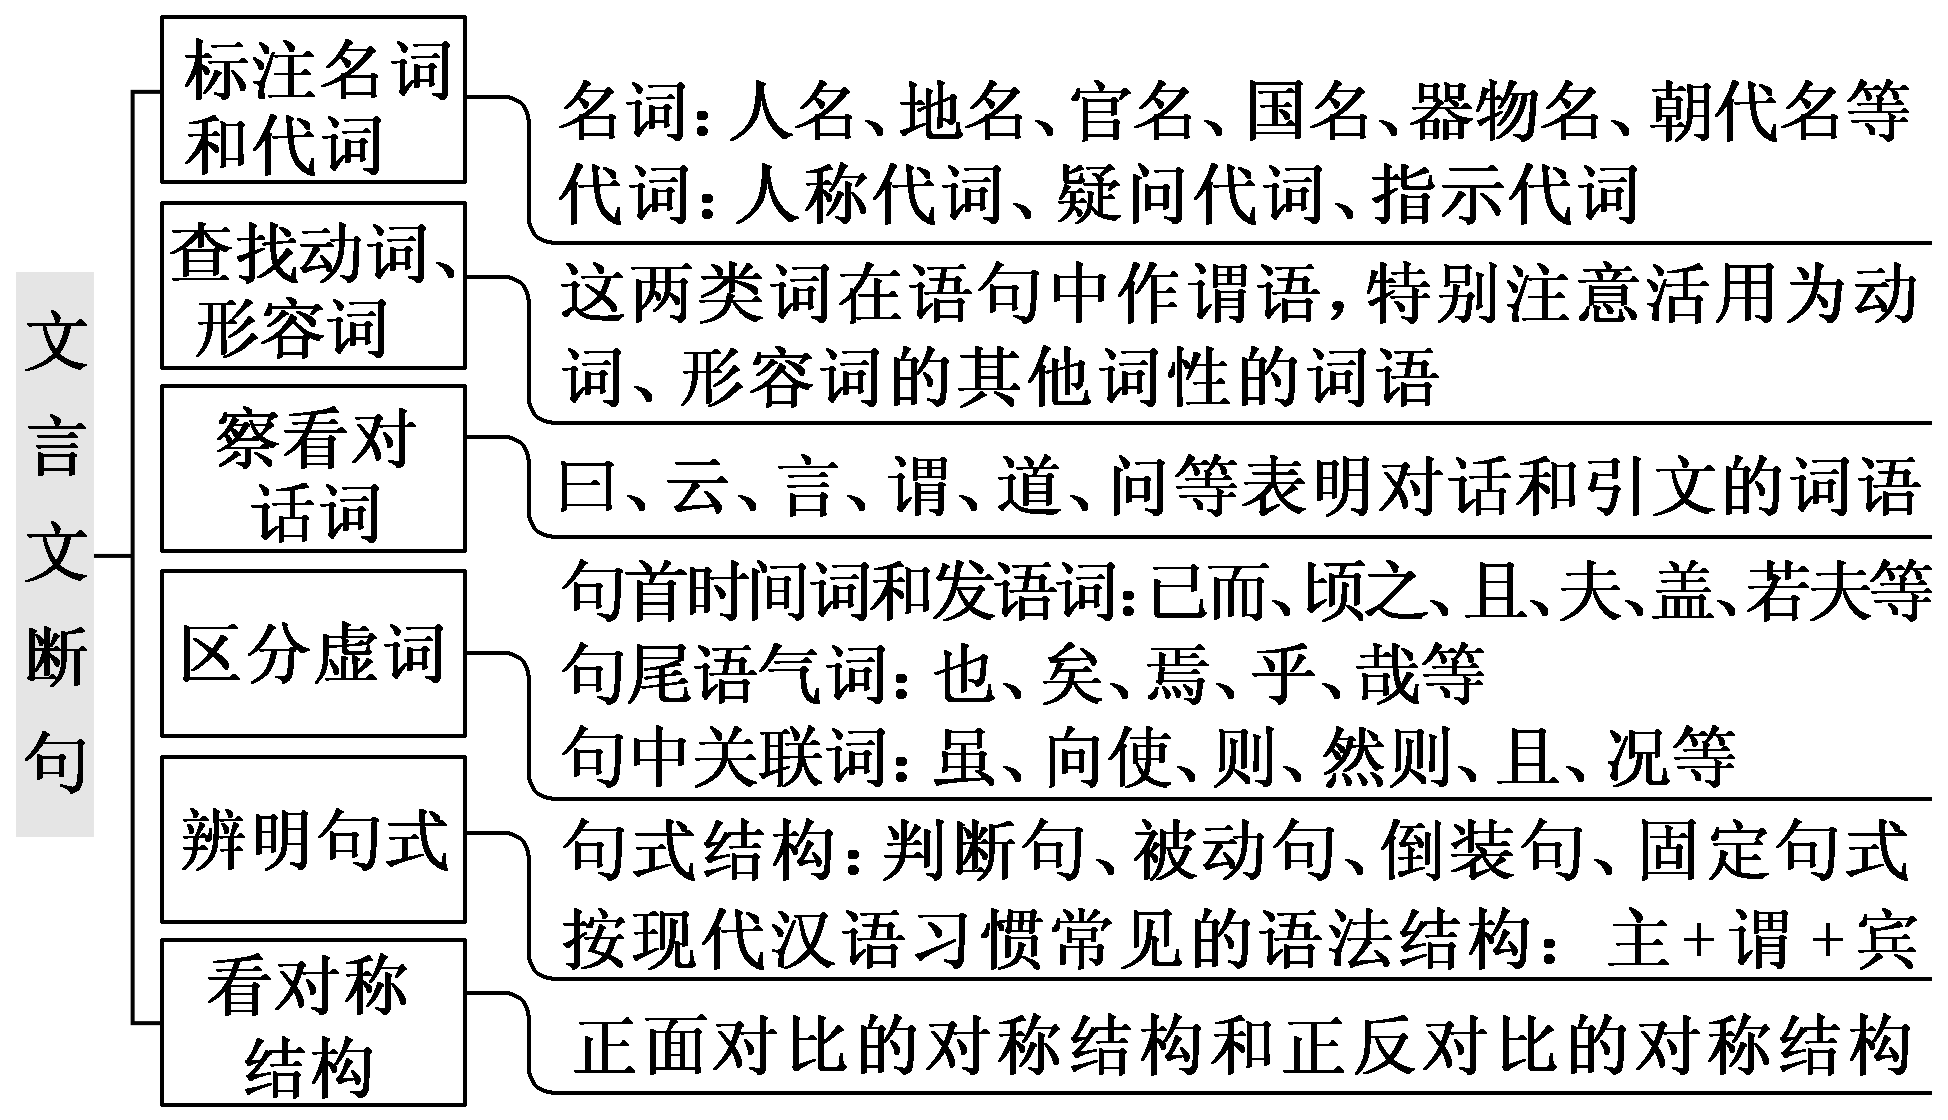 文言文断句
标注名词
和代词
名词：人名、地名、官名、国名、器物名、朝代名等
代词：人称代词、疑问代词、指示代词
查找动词、
形容词
这两类词在语句中作谓语，特别注意活用为动
词、形容词的其他词性的词语
察看对
话词
曰、云、言、谓、道、问等表明对话和引文的词语
区分虚词
句首时间词和发语词：已而、顷之、且、夫、盖、若夫等
句尾语气词：也、矣、焉、乎、哉等
句中关联词：虽、向使、则、然则、且、况等
辨明句式
句式结构：判断句、被动句、倒装句、固定句式
按现代汉语习惯常见的语法结构：主+谓+宾
看对称
结构
正面对比的对称结构和正反对比的对称结构